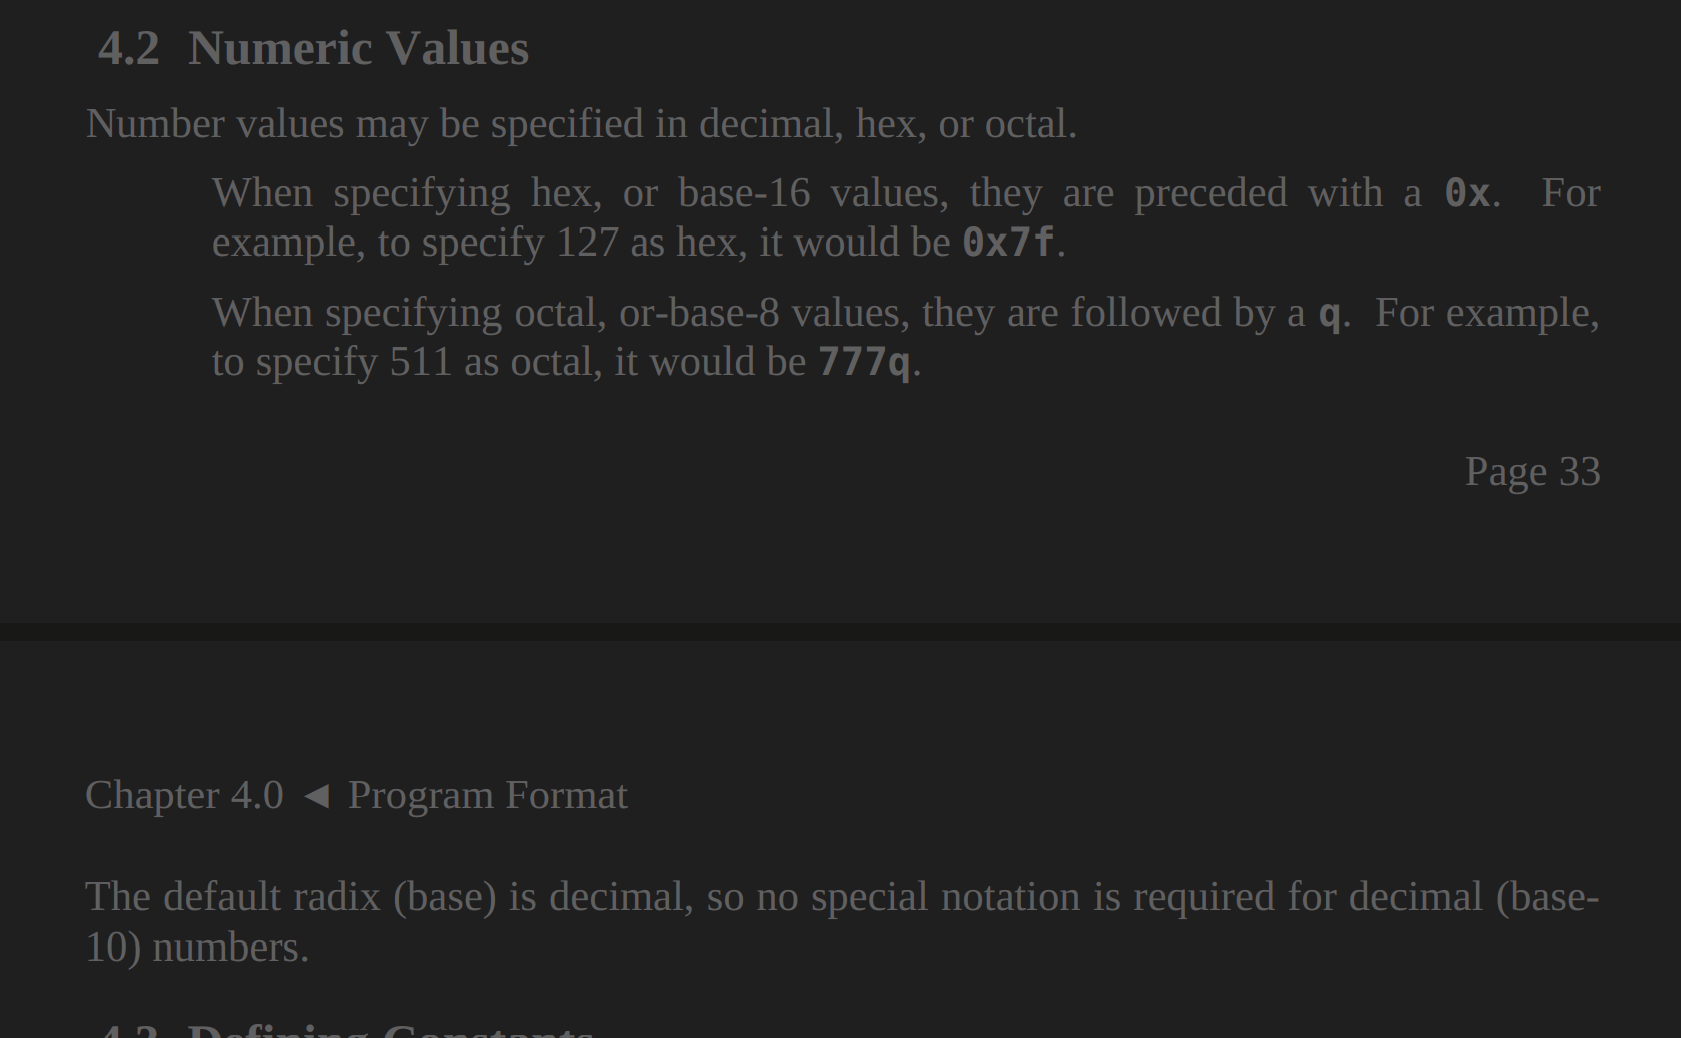 4.2 Numeric Values
Number values may be specified in decimal, hex, or octal.
When specifying hex, or base-16 values, they are preceded with a 0x. For
example, to specify 127 as hex, it would be 0x7f.
When specifying octal, or-base-8 values, they are followed by a q. For example,
to specify 511 as octal, it would be 777q.
Page 33
Chapter 4.0 ◄ Program Format
The default radix (base) is decimal, so no special notation is required for decimal (base-
10) numbers.
4.3 Defining Constants